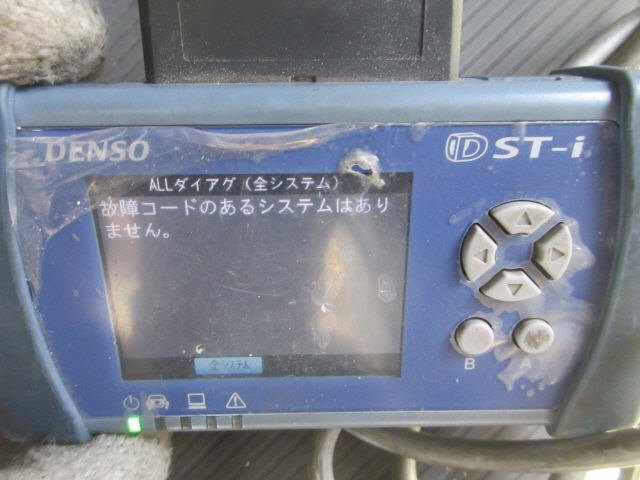 DENSO
DST-i
ALLダイアグ(全システム)
故障コードのあるシステムはあり
ません。
全システム
B